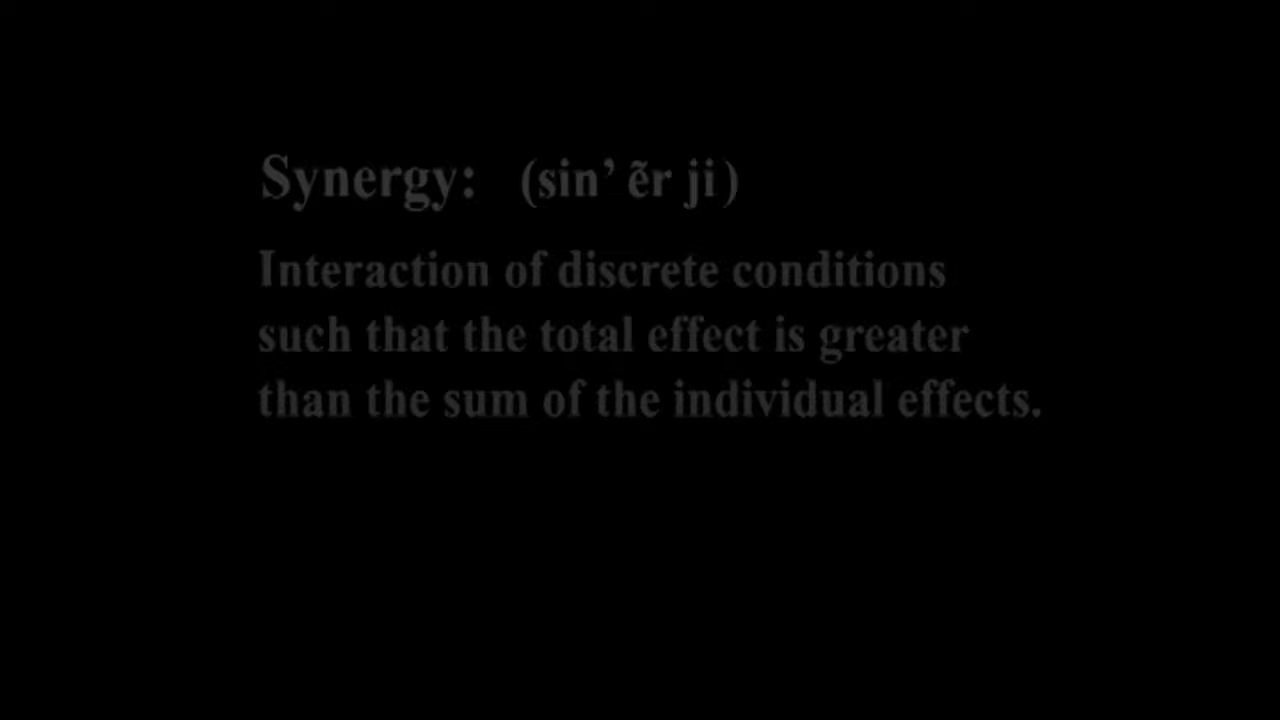 Synergy: (sin’ ẽr ji)
Interaction of discrete conditions
such that the total effect is greater
than the sum of the individual effects.